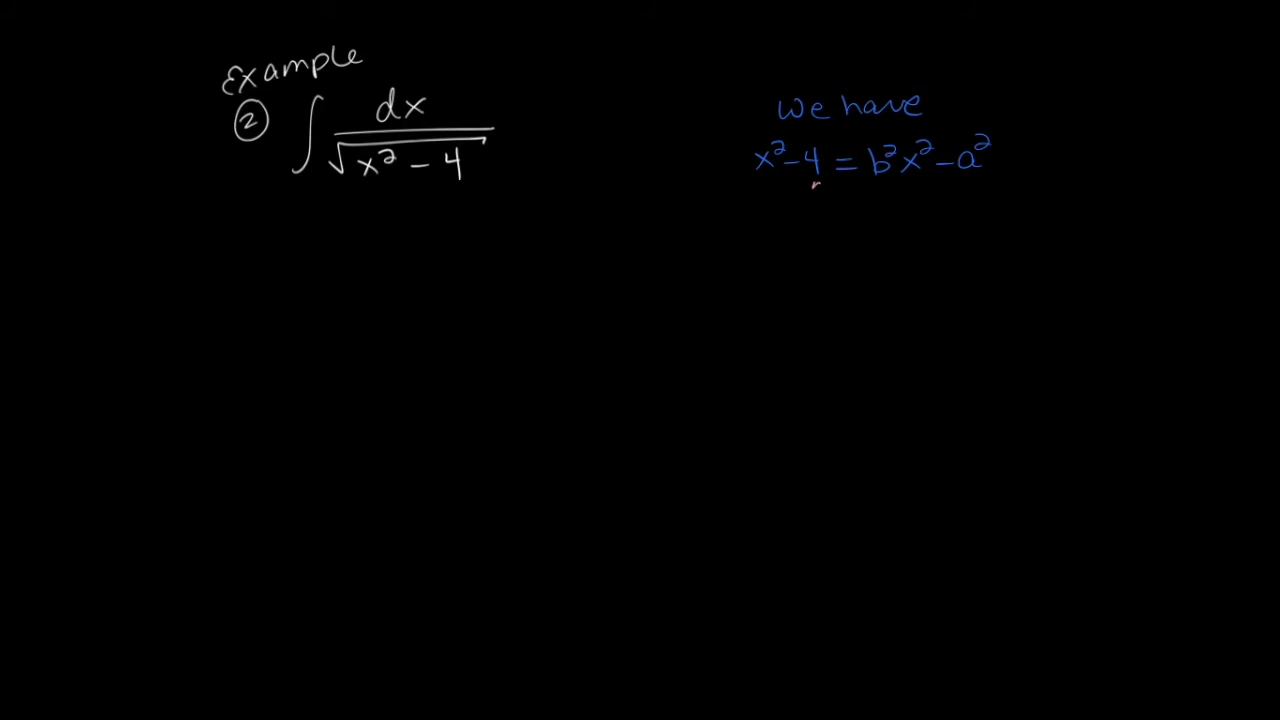 Example
② ∫ dx / √(x² − 4)
we have
x² − 4 = b²x² − a²